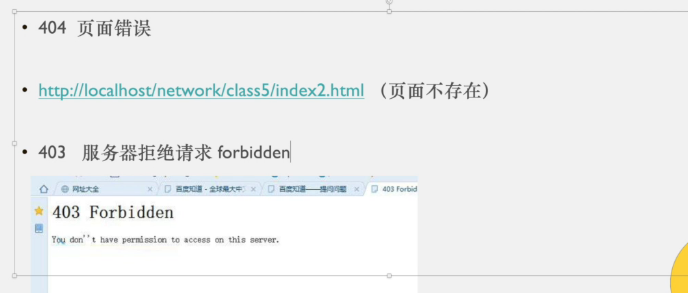 404 页面错误
http://localhost/network/class5/index2.html （页面不存在）
403 服务器拒绝请求 forbidden
网址大全 百度知道 - 全球最大中 百度知道——提问问题 403 Forbid
403 Forbidden
You don''t have permission to access on this server.